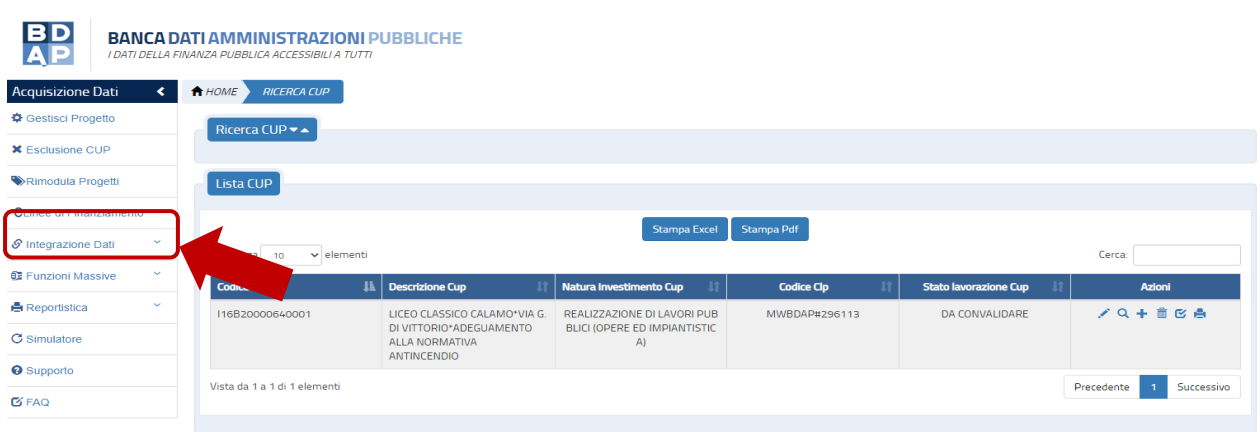 BD
AP
BANCA DATI AMMINISTRAZIONI PUBBLICHE
I DATI DELLA FINANZA PUBBLICA ACCESSIBILI A TUTTI
Acquisizione Dati
HOME
RICERCA CUP
Gestisci Progetto
Esclusione CUP
Rimodula Progetti
Linee di Finanziamento
Integrazione Dati
Funzioni Massive
Reportistica
Simulatore
Supporto
FAQ
Ricerca CUP
Lista CUP
Stampa Excel
Stampa Pdf
10
elementi
Cerca:
Descrizione Cup
Natura Investimento Cup
Codice Clp
Stato lavorazione Cup
Azioni
I16B20000640001
LICEO CLASSICO CALAMO*VIA G.
DI VITTORIO*ADEGUAMENTO
ALLA NORMATIVA
ANTINCENDIO
REALIZZAZIONE DI LAVORI PUB
BLICI (OPERE ED IMPIANTISTIC
A)
MWBDAP#296113
DA CONVALIDARE
Vista da 1 a 1 di 1 elementi
Precedente
1
Successivo